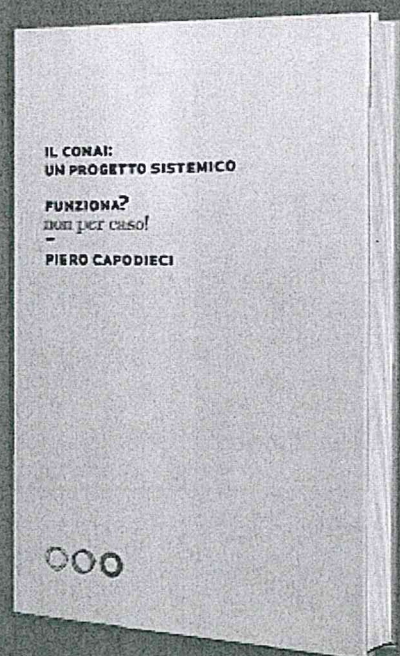 IL CONAI:
UN PROGETTO SISTEMICO
FUNZIONA?
non per caso!
–
PIERO CAPODIECI